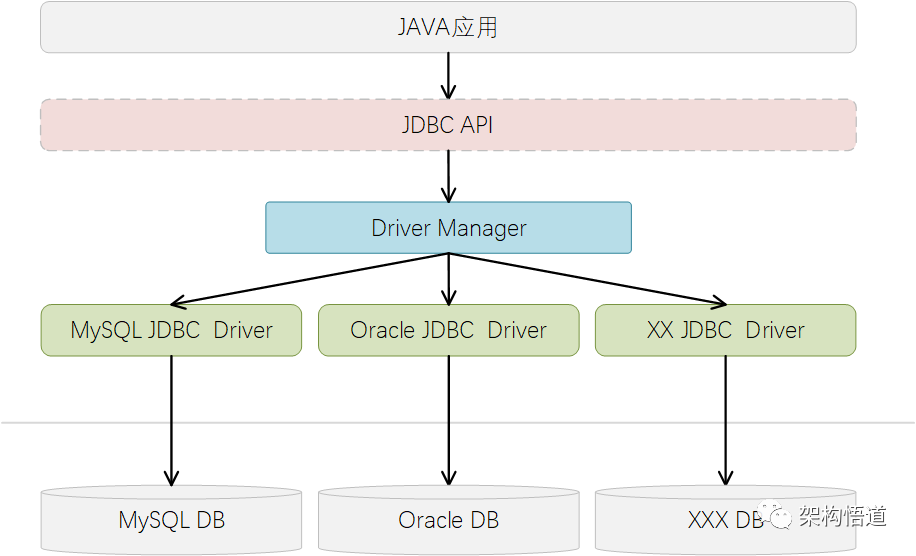 JAVA应用
JDBC API
Driver Manager
MySQL JDBC  Driver
Oracle JDBC  Driver
XX JDBC  Driver
MySQL DB
Oracle DB
XXX DB
架构悟道